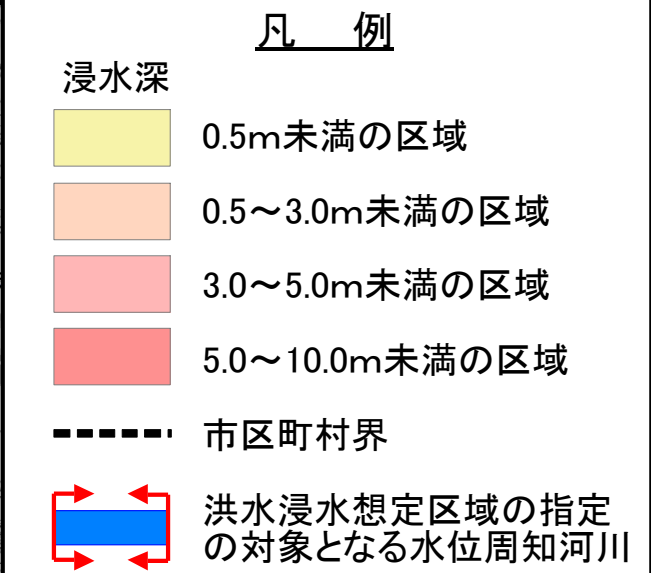 凡 例
浸水深
0.5m未満の区域
0.5～3.0m未満の区域
3.0～5.0m未満の区域
5.0～10.0m未満の区域
市区町村界
洪水浸水想定区域の指定
の対象となる水位周知河川